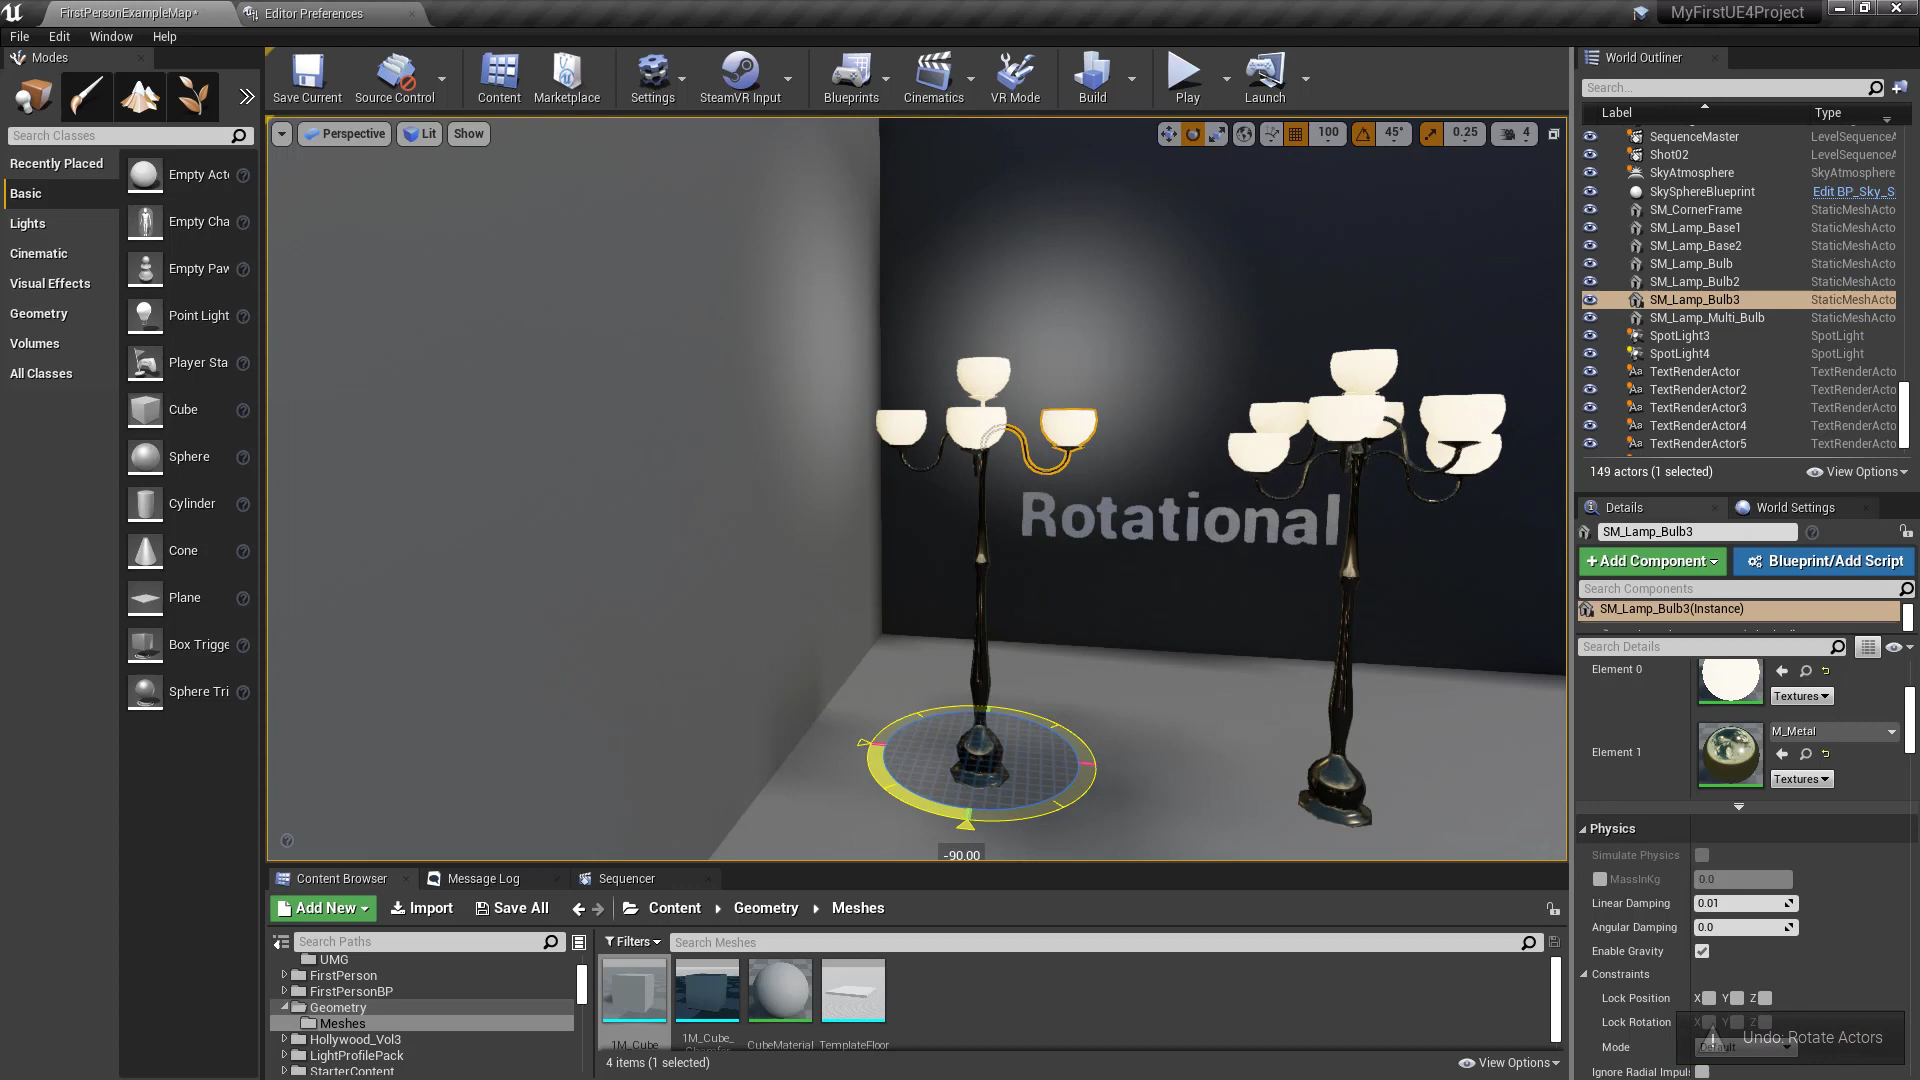 FirstPersonExampleMap*
Editor Preferences
MyFirstUE4Project
File Edit Window Help
Modes
Save Current
Source Control
Content
Marketplace
Settings
SteamVR Input
Blueprints
Cinematics
VR Mode
Build
Play
Launch
Search Classes
Recently Placed
Basic
Lights
Cinematic
Visual Effects
Geometry
Volumes
All Classes
Empty Act
Empty Cha
Empty Paw
Point Light
Player Sta
Cube
Sphere
Cylinder
Cone
Plane
Box Trigge
Sphere Tri
Perspective
Lit
Show
100
45°
0.25
4
Rotational
-90.00
World Outliner
Search...
Label Type
SequenceMaster LevelSequenceA
Shot02 LevelSequenceA
SkyAtmosphere SkyAtmosphere
SkySphereBlueprint Edit BP_Sky_S
SM_CornerFrame StaticMeshActo
SM_Lamp_Base1 StaticMeshActo
SM_Lamp_Base2 StaticMeshActo
SM_Lamp_Bulb StaticMeshActo
SM_Lamp_Bulb2 StaticMeshActo
SM_Lamp_Bulb3 StaticMeshActo
SM_Lamp_Multi_Bulb StaticMeshActo
SpotLight3 SpotLight
SpotLight4 SpotLight
TextRenderActor TextRenderActo
TextRenderActor2 TextRenderActo
TextRenderActor3 TextRenderActo
TextRenderActor4 TextRenderActo
TextRenderActor5 TextRenderActo
149 actors (1 selected)
View Options
Details
World Settings
SM_Lamp_Bulb3
+Add Component
Blueprint/Add Script
Search Components
SM_Lamp_Bulb3(Instance)
Search Details
Element 0
Textures
Element 1
M_Metal
Textures
Physics
Simulate Physics
MassInKg 0.0
Linear Damping 0.01
Angular Damping 0.0
Enable Gravity
Constraints
Lock Position X Y Z
Lock Rotation X Y Z
Mode Default
Undo: Rotate Actors
Ignore Radial Impuls
Content Browser
Message Log
Sequencer
Add New
Import
Save All
Content
Geometry
Meshes
Search Paths
UMG
FirstPerson
FirstPersonBP
Geometry
Meshes
Hollywood_Vol3
LightProfilePack
StarterContent
Filters
Search Meshes
1M_Cube
1M_Cube_
CubeMaterial
TemplateFloor
4 items (1 selected)
View Options